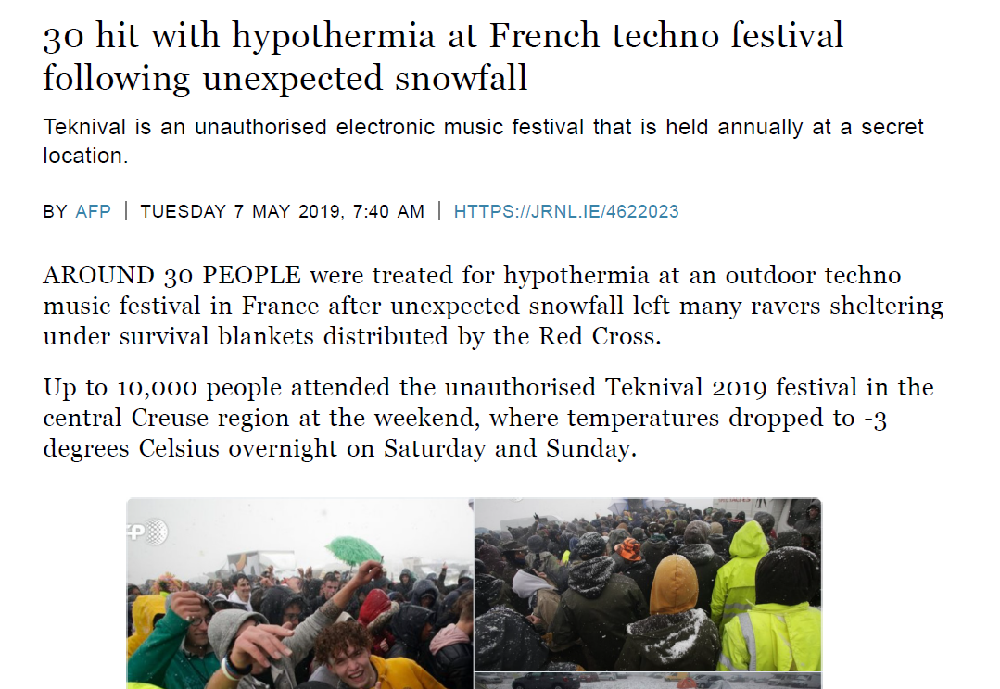 30 hit with hypothermia at French techno festival
following unexpected snowfall
Teknival is an unauthorised electronic music festival that is held annually at a secret
location.
BY AFP | TUESDAY 7 MAY 2019, 7:40 AM | HTTPS://JRNL.IE/4622023
AROUND 30 PEOPLE were treated for hypothermia at an outdoor techno
music festival in France after unexpected snowfall left many ravers sheltering
under survival blankets distributed by the Red Cross.
Up to 10,000 people attended the unauthorised Teknival 2019 festival in the
central Creuse region at the weekend, where temperatures dropped to -3
degrees Celsius overnight on Saturday and Sunday.